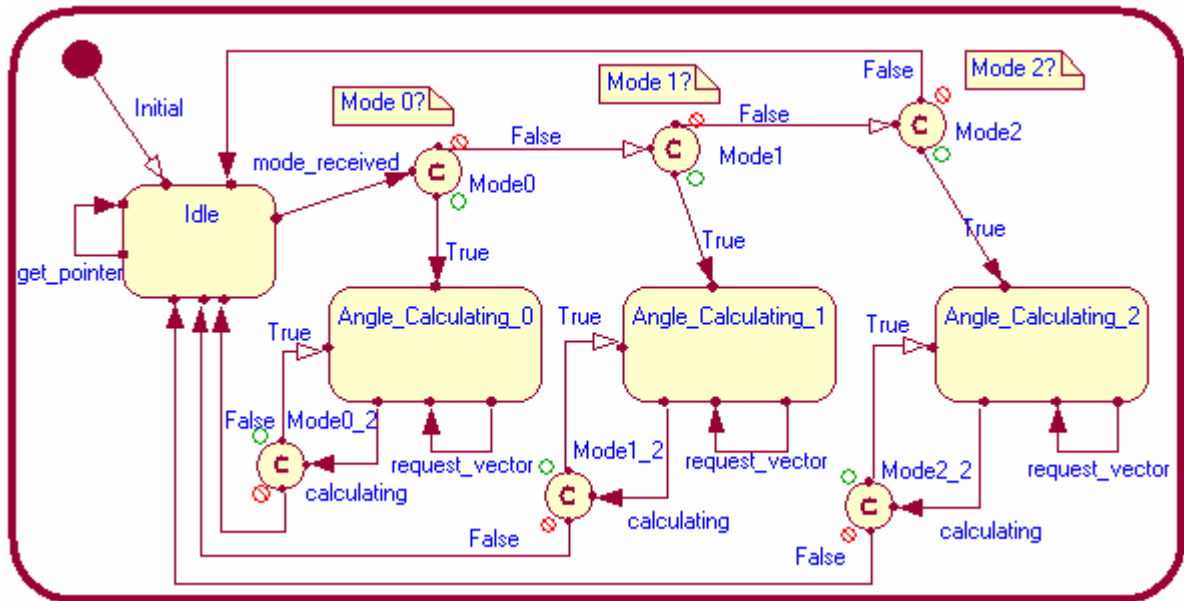 False
Mode 2?
Mode 1?
Mode 0?
Initial
False
False
C
Mode2
mode_received
C
Mode1
C
Mode0
Idle
True
True
True
get_pointer
Angle_Calculating_0
Angle_Calculating_1
Angle_Calculating_2
True
True
True
False
Mode0_2
C
request_vector
Mode1_2
request_vector
Mode2_2
request_vector
calculating
C
C
calculating
calculating
False
False